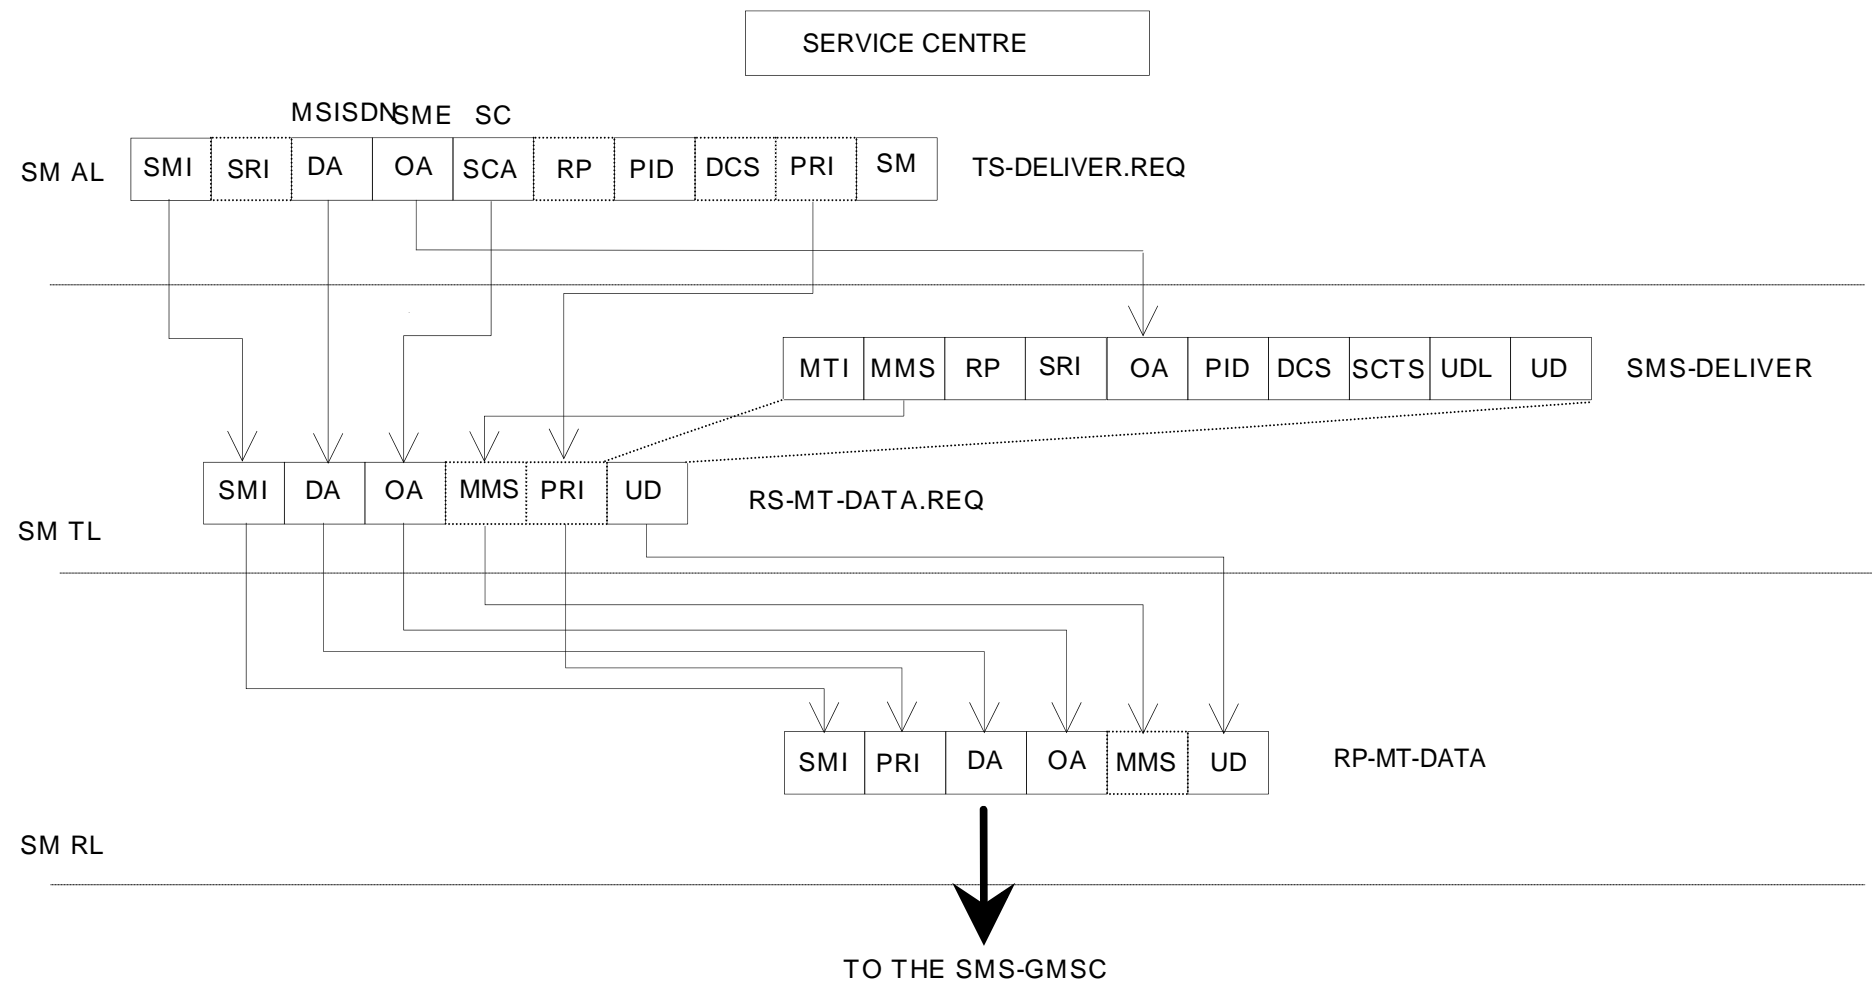 SERVICE CENTRE
MSISDN SME SC
SM AL SMI SRI DA OA SCA RP PID DCS PRI SM TS-DELIVER.REQ
MTI MMS RP SRI OA PID DCS SCTS UDL UD SMS-DELIVER
SMI DA OA MMS PRI UD RS-MT-DATA.REQ
SM TL
SMI PRI DA OA MMS UD RP-MT-DATA
SM RL
TO THE SMS-GMSC